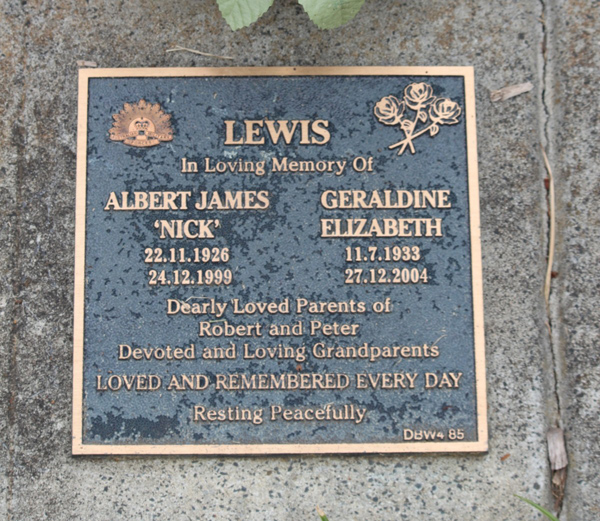 LEWIS
In Loving Memory Of
ALBERT JAMES
'NICK'
22.11.1926
24.12.1999
GERALDINE
ELIZABETH
11.7.1933
27.12.2004
Dearly Loved Parents of
Robert and Peter
Devoted and Loving Grandparents
LOVED AND REMEMBERED EVERY DAY
Resting Peacefully
DBW4 85